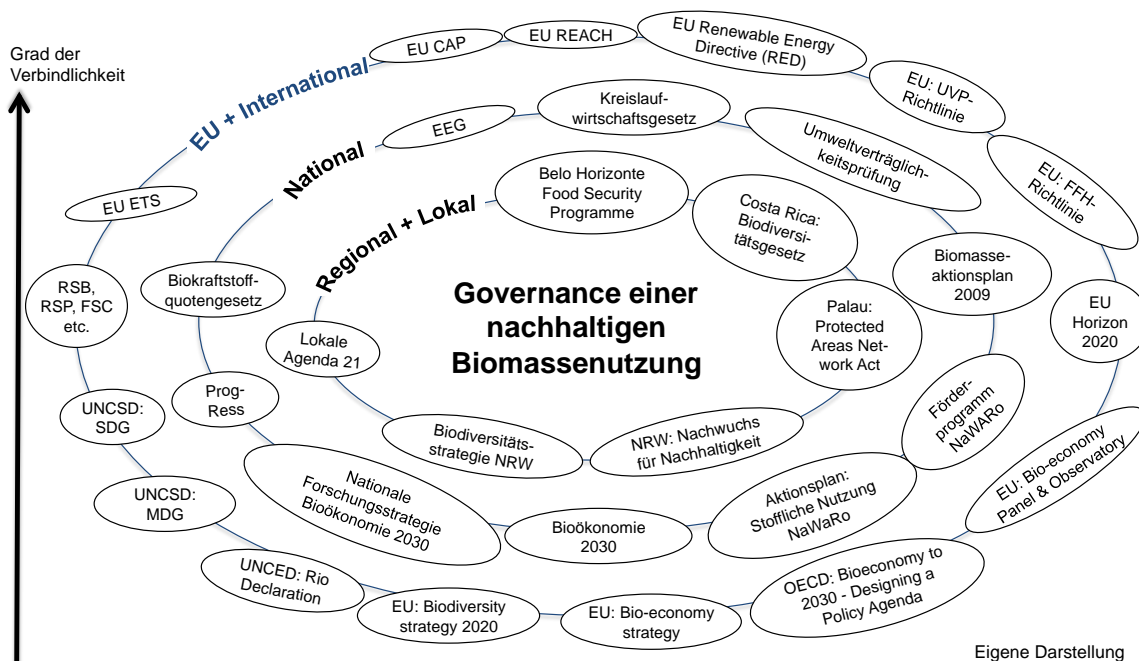 Grad der
Verbindlichkeit
EU + International
EU CAP
EU REACH
EU Renewable Energy
Directive (RED)
EU: UVP-
Richtlinie
EU: FFH-
Richtlinie
EU
Horizon
2020
EU: Bio-economy
Panel & Observatory
OECD: Bioeconomy to
2030 - Designing a
Policy Agenda
EU: Bio-economy
strategy
EU: Biodiversity
strategy 2020
UNCED: Rio
Declaration
UNCSD:
MDG
UNCSD:
SDG
RSB,
RSP, FSC
etc.
EU ETS
National
EEG
Kreislauf-
wirtschaftsgesetz
Umweltverträglich-
keitsprüfung
Biomasse-
aktionsplan
2009
Förder-
programm
NaWARo
Aktionsplan:
Stoffliche Nutzung
NaWaRo
Bioökonomie
2030
Nationale
Forschungsstrategie
Bioökonomie 2030
Prog-
Ress
Biokraftstoff-
quotengesetz
Regional + Lokal
Belo Horizonte
Food Security
Programme
Costa Rica:
Biodiversi-
tätsgesetz
Palau:
Protected
Areas Net-
work Act
NRW: Nachwuchs
für Nachhaltigkeit
Biodiversitäts-
strategie NRW
Lokale
Agenda 21
Governance einer
nachhaltigen
Biomassenutzung
Eigene Darstellung